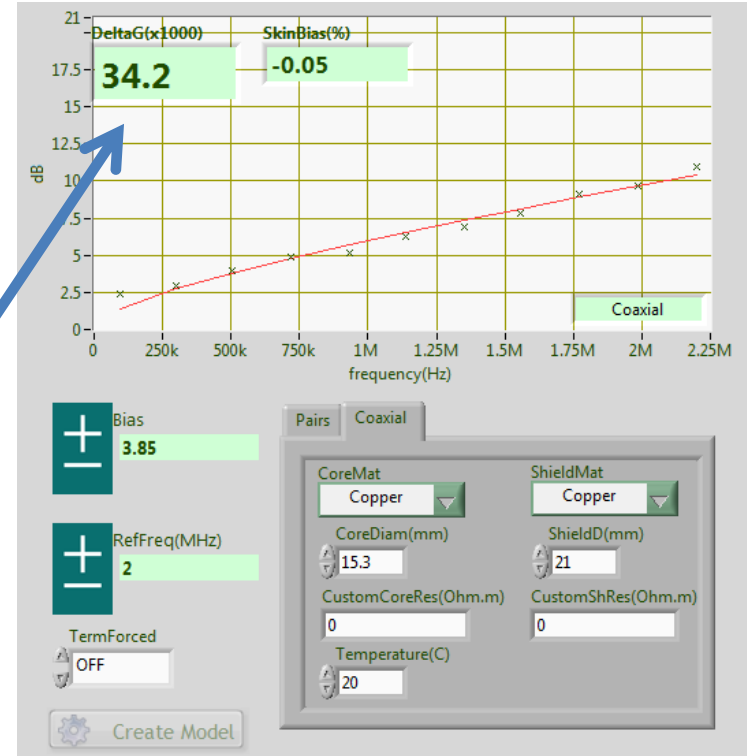 21
DeltaG(x1000) SkinBias(%)
34.2 -0.05
17.5
15
12.5
dB
10
7.5
5
2.5
Coaxial
0
0 250k 500k 750k 1M 1.25M 1.5M 1.75M 2M 2.25M
frequency(Hz)
Bias
3.85
RefFreq(MHz)
2
TermForced
OFF
Create Model
Pairs Coaxial
CoreMat ShieldMat
Copper Copper
CoreDiam(mm) ShieldD(mm)
15.3 21
CustomCoreRes(Ohm.m) CustomShRes(Ohm.m)
0 0
Temperature(C)
20